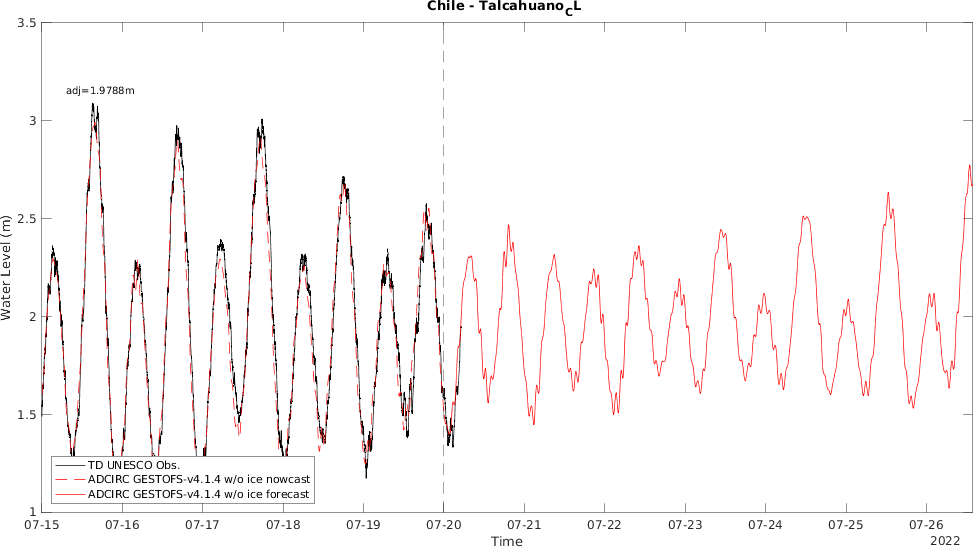 Chile - Talcahuano_CL
3.5
adj=1.9788m
3
2.5
2
1.5
1
Water Level (m)
TD UNESCO Obs.
ADCIRC GESTOFS-v4.1.4 w/o ice nowcast
ADCIRC GESTOFS-v4.1.4 w/o ice forecast
07-15 07-16 07-17 07-18 07-19 07-20 07-21 07-22 07-23 07-24 07-25 07-26
Time
2022